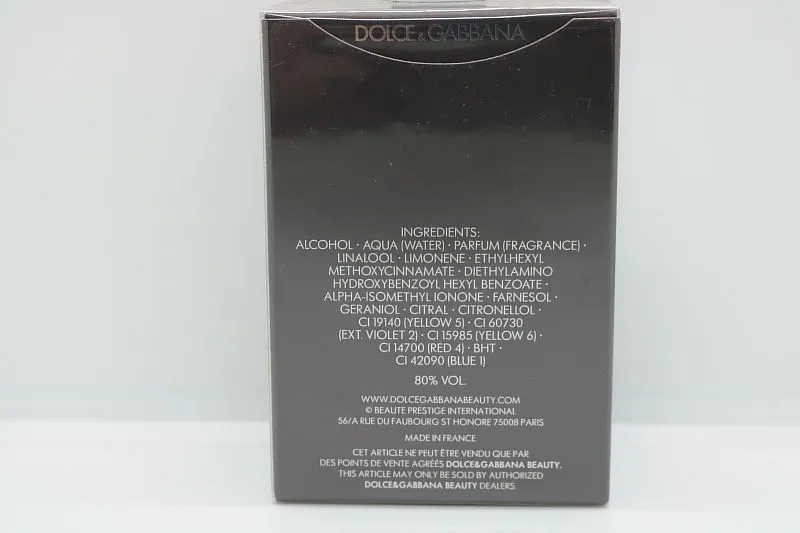 DOLCE & GABBANA
INGREDIENTS:
ALCOHOL · AQUA (WATER) · PARFUM (FRAGRANCE) ·
LINALOOL · LIMONENE · ETHYLHEXYL
METHOXYCINNAMATE · DIETHYLAMINO
HYDROXYBENZOYL HEXYL BENZOATE ·
ALPHA-ISOMETHYL IONONE · FARNESOL ·
GERANIOL · CITRAL · CITRONELLOL ·
CI 19140 (YELLOW 5) · CI 60730
(EXT. VIOLET 2) · CI 15985 (YELLOW 6) ·
CI 14700 (RED 4) · BHT ·
CI 42090 (BLUE 1)
80% VOL.
WWW.DOLCEGABBANABEAUTY.COM
© BEAUTE PRESTIGE INTERNATIONAL
56/A RUE DU FAUBOURG ST HONORE 75008 PARIS
MADE IN FRANCE
CET ARTICLE NE PEUT ÊTRE VENDU QUE PAR
DES POINTS DE VENTE AGRÉÉS DOLCE&GABBANA BEAUTY.
THIS ARTICLE MAY ONLY BE SOLD BY AUTHORIZED
DOLCE&GABBANA BEAUTY DEALERS.